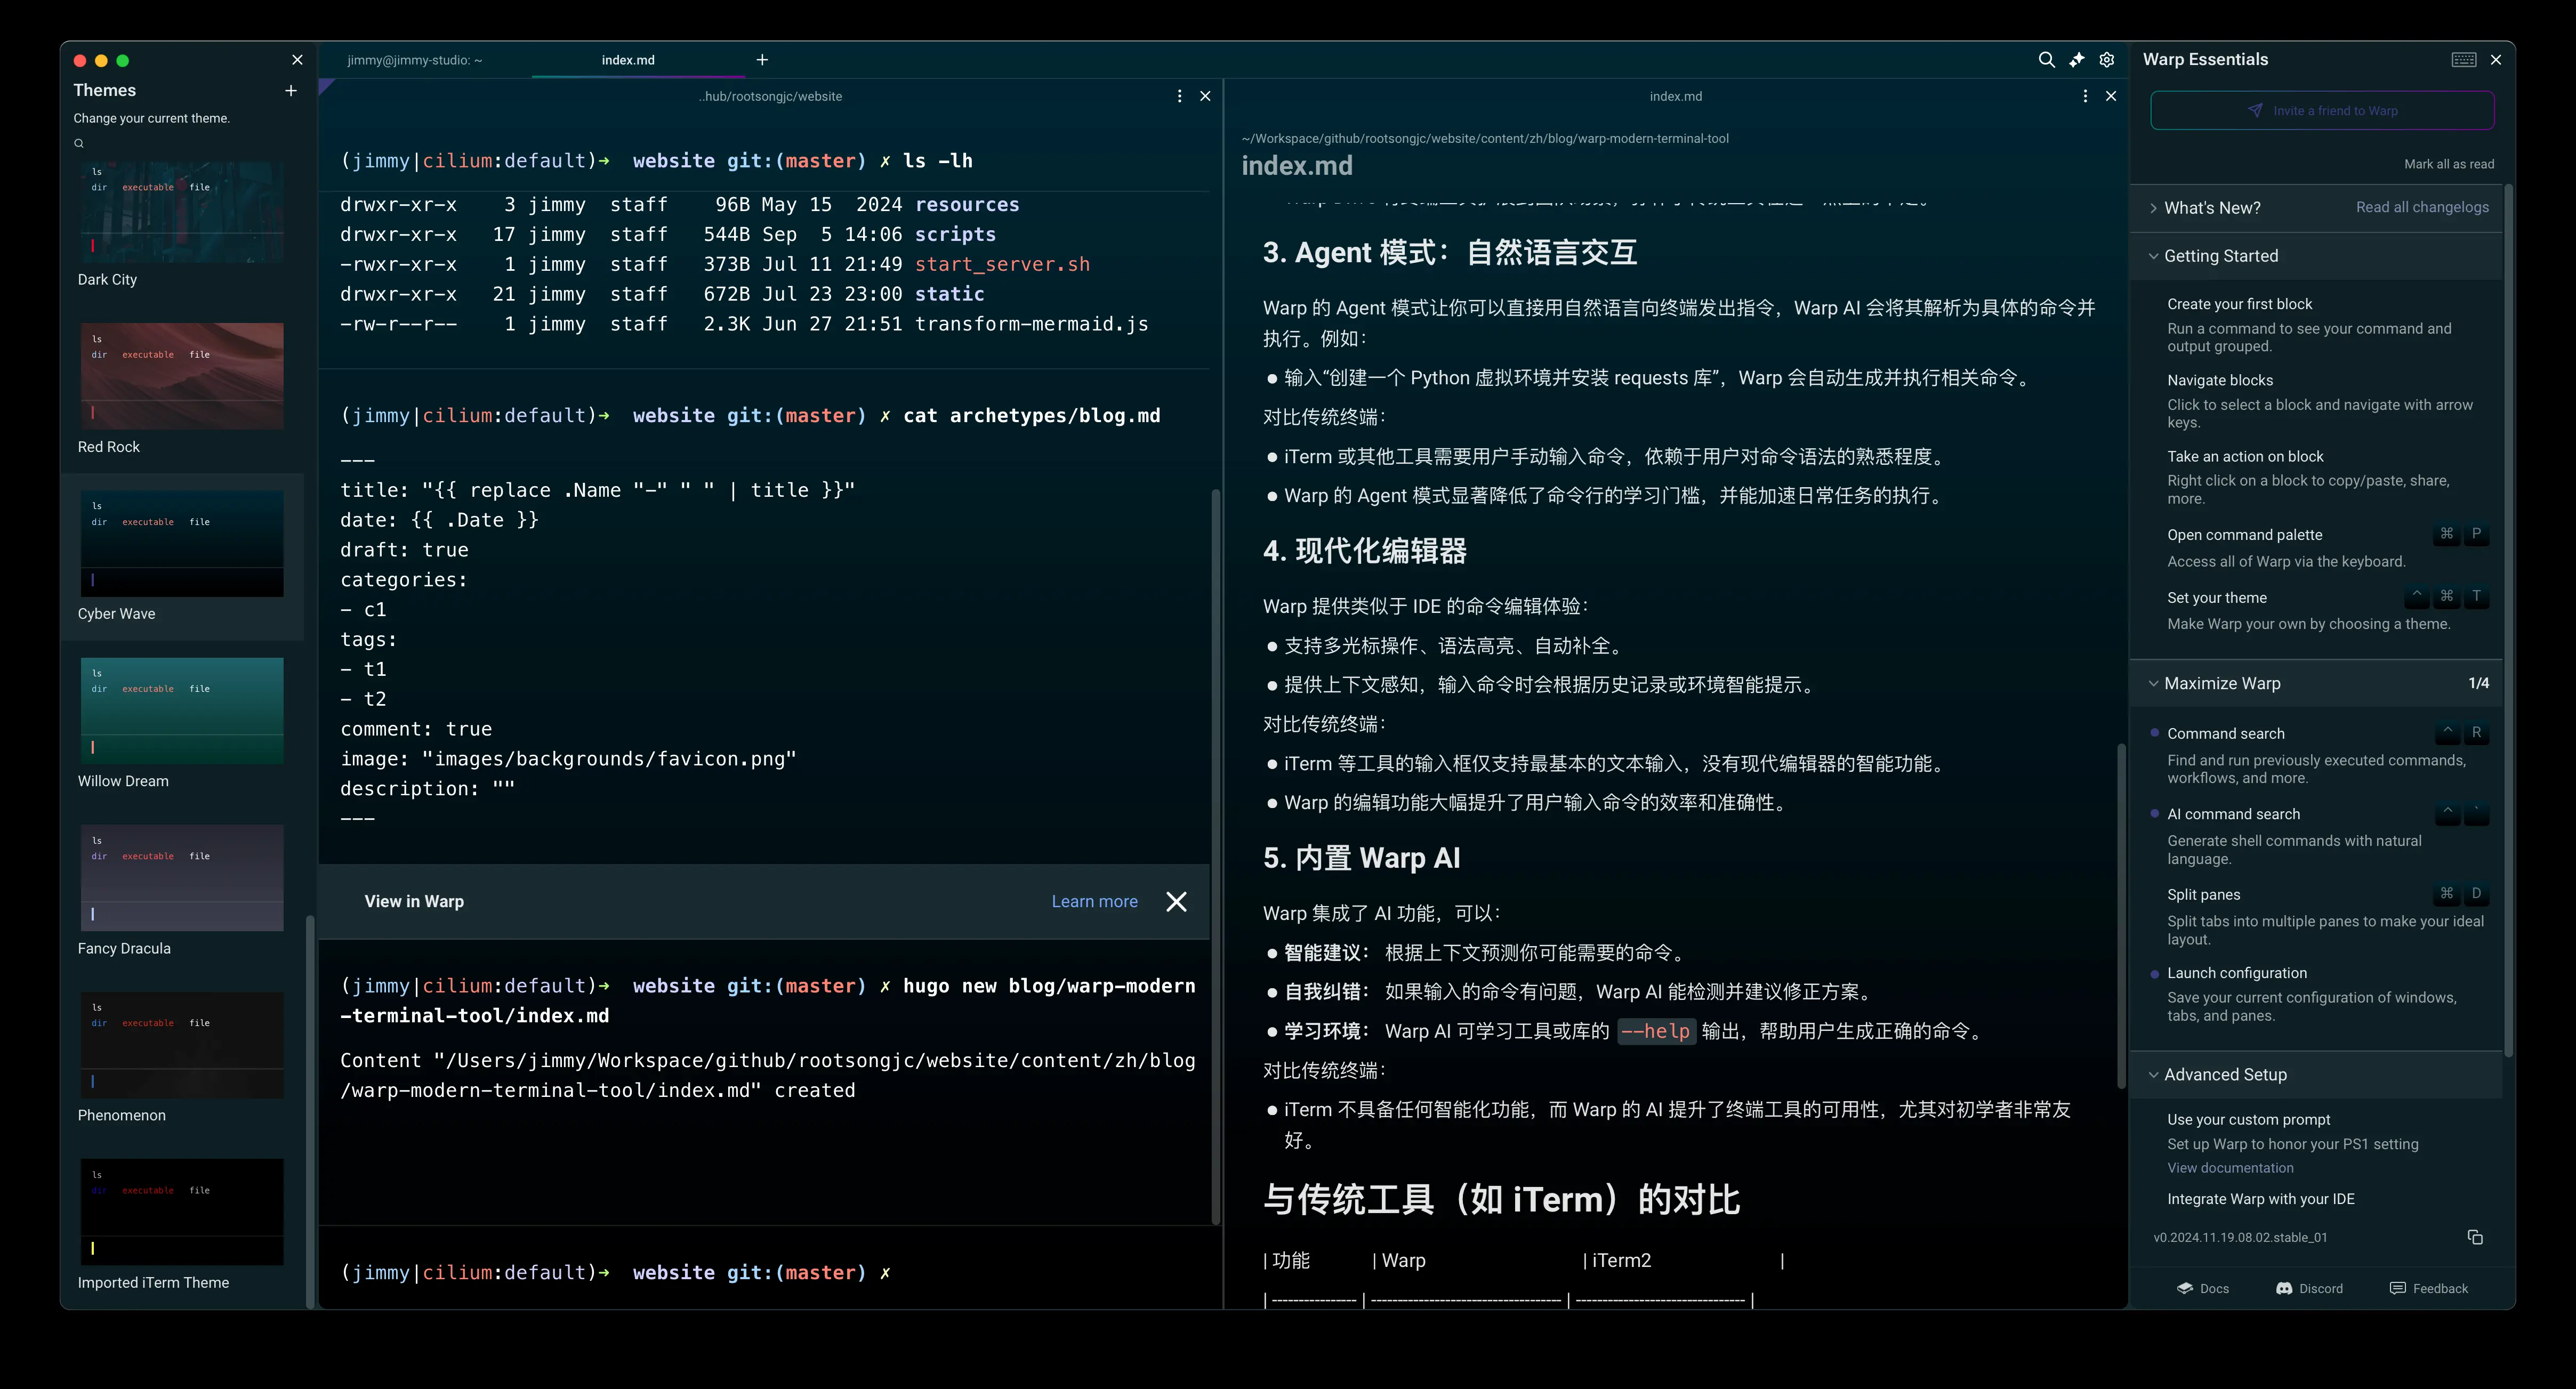 Themes
Change your current theme.
ls
dir executable file
Dark City
ls
dir executable file
Red Rock
ls
dir executable file
Cyber Wave
ls
dir executable file
Willow Dream
ls
dir executable file
Fancy Dracula
ls
dir executable file
Phenomenon
ls
dir executable file
Imported iTerm Theme
jimmy@jimmy-studio: ~
index.md
..hub/rootsongjc/website
(jimmy|cilium:default)➜ website git:(master) ✗ ls -lh
drwxr-xr-x 3 jimmy staff 96B May 15 2024 resources
drwxr-xr-x 17 jimmy staff 544B Sep 5 14:06 scripts
-rwxr-xr-x 1 jimmy staff 373B Jul 11 21:49 start_server.sh
drwxr-xr-x 21 jimmy staff 672B Jul 23 23:00 static
-rw-r--r-- 1 jimmy staff 2.3K Jun 27 21:51 transform-mermaid.js
(jimmy|cilium:default)➜ website git:(master) ✗ cat archetypes/blog.md
---
title: "{{ replace .Name "-" " " | title }}"
date: {{ .Date }}
draft: true
categories:
- c1
tags:
- t1
- t2
comment: true
image: "images/backgrounds/favicon.png"
description: ""
---
View in Warp
Learn more
(jimmy|cilium:default)➜ website git:(master) ✗ hugo new blog/warp-modern
-terminal-tool/index.md
Content "/Users/jimmy/Workspace/github/rootsongjc/website/content/zh/blog
/warp-modern-terminal-tool/index.md" created
(jimmy|cilium:default)➜ website git:(master) ✗
index.md
~/Workspace/github/rootsongjc/website/content/zh/blog/warp-modern-terminal-tool
index.md
3. Agent 模式：自然语言交互
Warp 的 Agent 模式让你可以直接用自然语言向终端发出指令，Warp AI 会将其解析为具体的命令并
执行。例如：
● 输入“创建一个 Python 虚拟环境并安装 requests 库”，Warp 会自动生成并执行相关命令。
对比传统终端：
● iTerm 或其他工具需要用户手动输入命令，依赖于用户对命令语法的熟悉程度。
● Warp 的 Agent 模式显著降低了命令行的学习门槛，并能加速日常任务的执行。
4. 现代化编辑器
Warp 提供类似于 IDE 的命令编辑体验：
● 支持多光标操作、语法高亮、自动补全。
● 提供上下文感知，输入命令时会根据历史记录或环境智能提示。
对比传统终端：
● iTerm 等工具的输入框仅支持最基本的文本输入，没有现代编辑器的智能功能。
● Warp 的编辑功能大幅提升了用户输入命令的效率和准确性。
5. 内置 Warp AI
Warp 集成了 AI 功能，可以：
● 智能建议： 根据上下文预测你可能需要的命令。
● 自我纠错： 如果输入的命令有问题，Warp AI 能检测并建议修正方案。
● 学习环境： Warp AI 可学习工具或库的 --help 输出，帮助用户生成正确的命令。
对比传统终端：
● iTerm 不具备任何智能化功能，而 Warp 的 AI 提升了终端工具的可用性，尤其对初学者非常友
好。
与传统工具（如 iTerm）的对比
| 功能 | Warp | iTerm2 |
|----------------|-----------------------------------|-------------------------------|
Warp Essentials
Invite a friend to Warp
Mark all as read
What's New?
Read all changelogs
Getting Started
Create your first block
Run a command to see your command and
output grouped.
Navigate blocks
Click to select a block and navigate with arrow
keys.
Take an action on block
Right click on a block to copy/paste, share,
more.
Open command palette ⌘ P
Access all of Warp via the keyboard.
Set your theme ^ ⌘ T
Make Warp your own by choosing a theme.
Maximize Warp 1/4
Command search ^ R
Find and run previously executed commands,
workflows, and more.
AI command search ^ `
Generate shell commands with natural
language.
Split panes ⌘ D
Split tabs into multiple panes to make your ideal
layout.
Launch configuration
Save your current configuration of windows,
tabs, and panes.
Advanced Setup
Use your custom prompt
Set up Warp to honor your PS1 setting
View documentation
Integrate Warp with your IDE
v0.2024.11.19.08.02.stable_01
Docs
Discord
Feedback